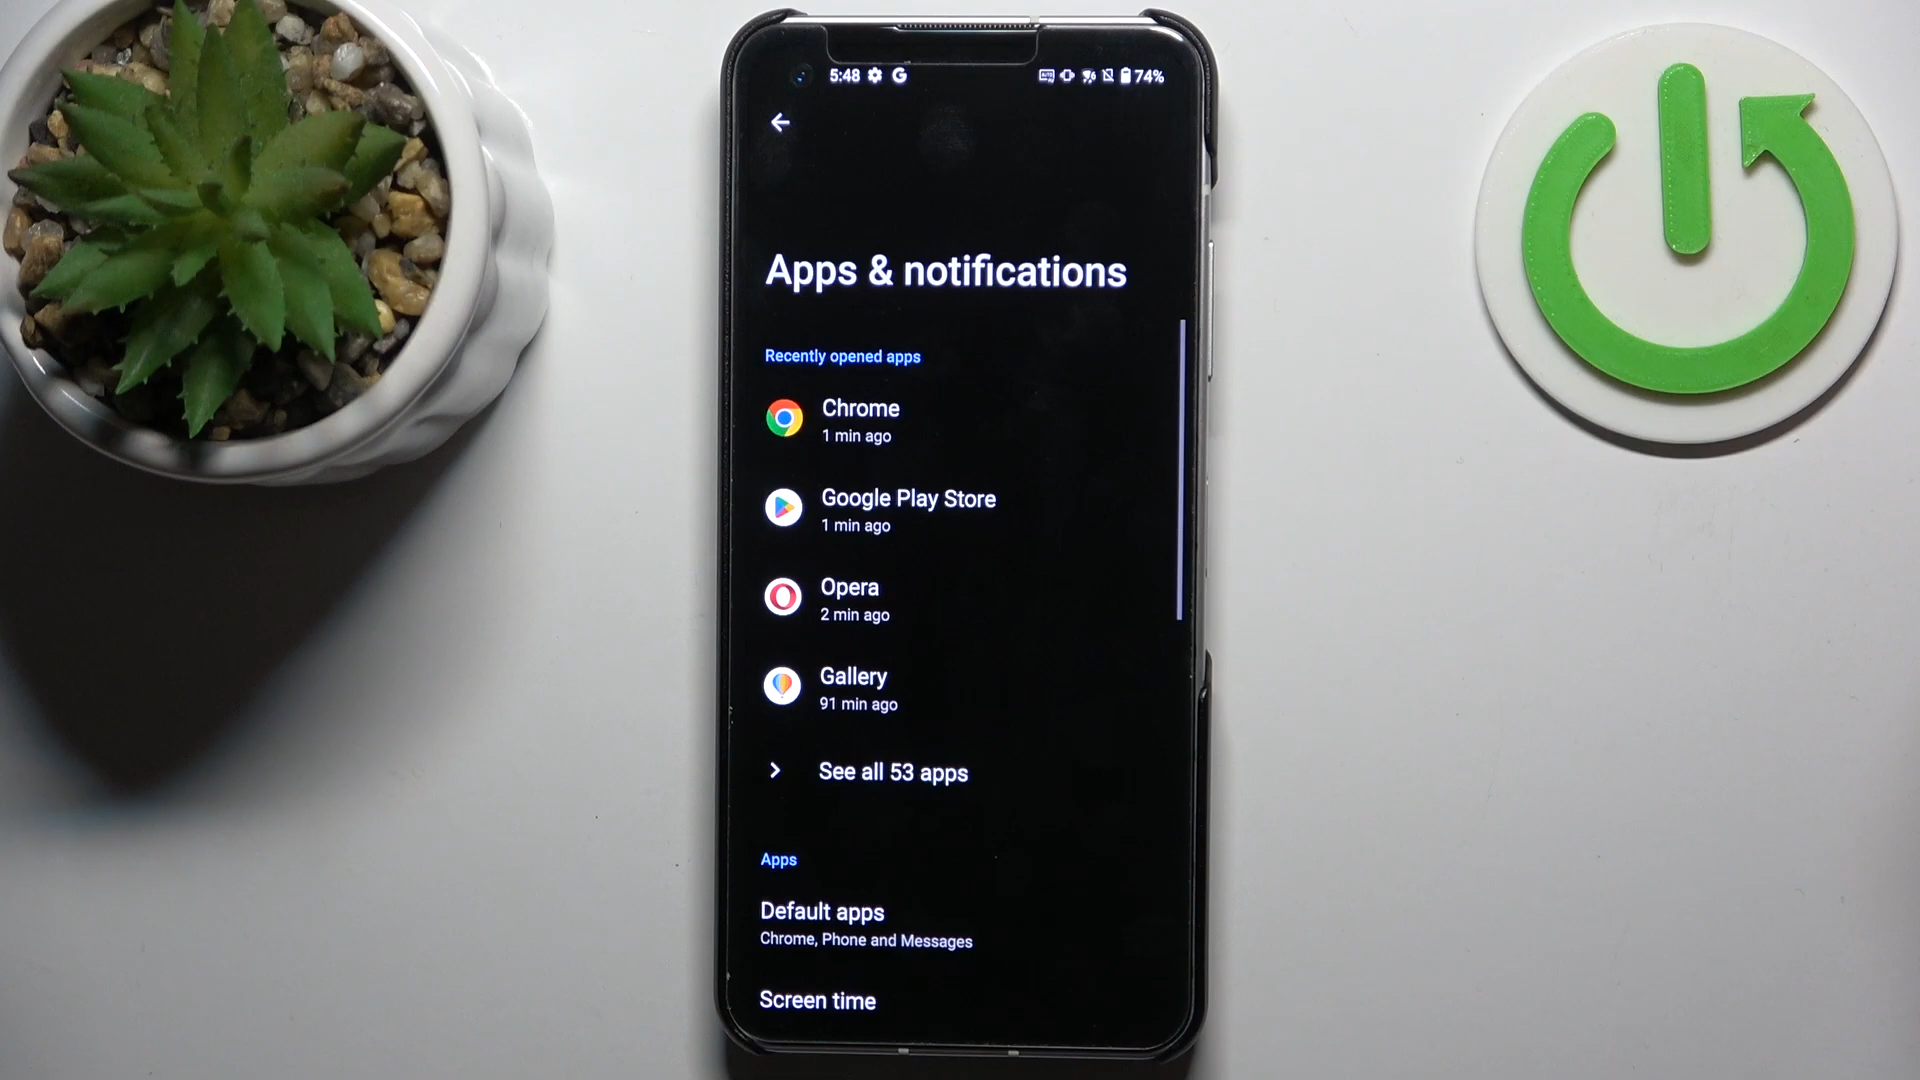 5:48 G 74%
Apps & notifications
Recently opened apps
Chrome
1 min ago
Google Play Store
1 min ago
Opera
2 min ago
Gallery
91 min ago
See all 53 apps
Apps
Default apps
Chrome, Phone and Messages
Screen time